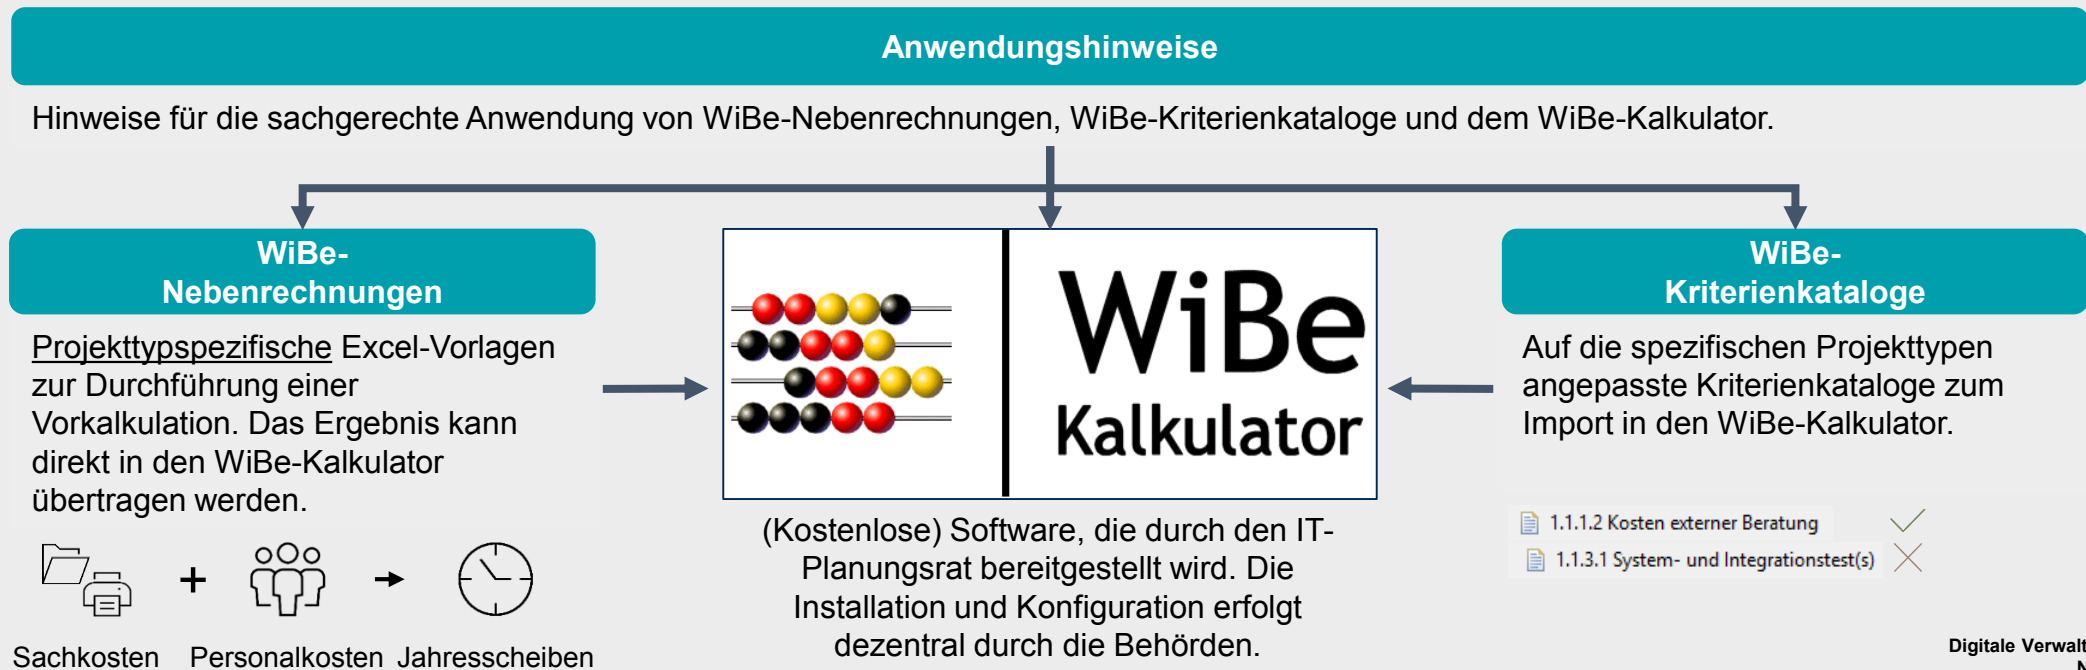 Anwendungshinweise
Hinweise für die sachgerechte Anwendung von WiBe-Nebenrechnungen, WiBe-Kriterienkataloge und dem WiBe-Kalkulator.
WiBe-
Nebenrechnungen
Projekttypspezifische Excel-Vorlagen
zur Durchführung einer
Vorkalkulation. Das Ergebnis kann
direkt in den WiBe-Kalkulator
übertragen werden.
Sachkosten
+
Personalkosten
Jahresscheiben
WiBe
Kalkulator
(Kostenlose) Software, die durch den IT-
Planungsrat bereitgestellt wird. Die
Installation und Konfiguration erfolgt
dezentral durch die Behörden.
WiBe-
Kriterienkataloge
Auf die spezifischen Projekttypen
angepasste Kriterienkataloge zum
Import in den WiBe-Kalkulator.
1.1.1.2 Kosten externer Beratung
1.1.3.1 System- und Integrationstest(s)
Digitale Verwalt